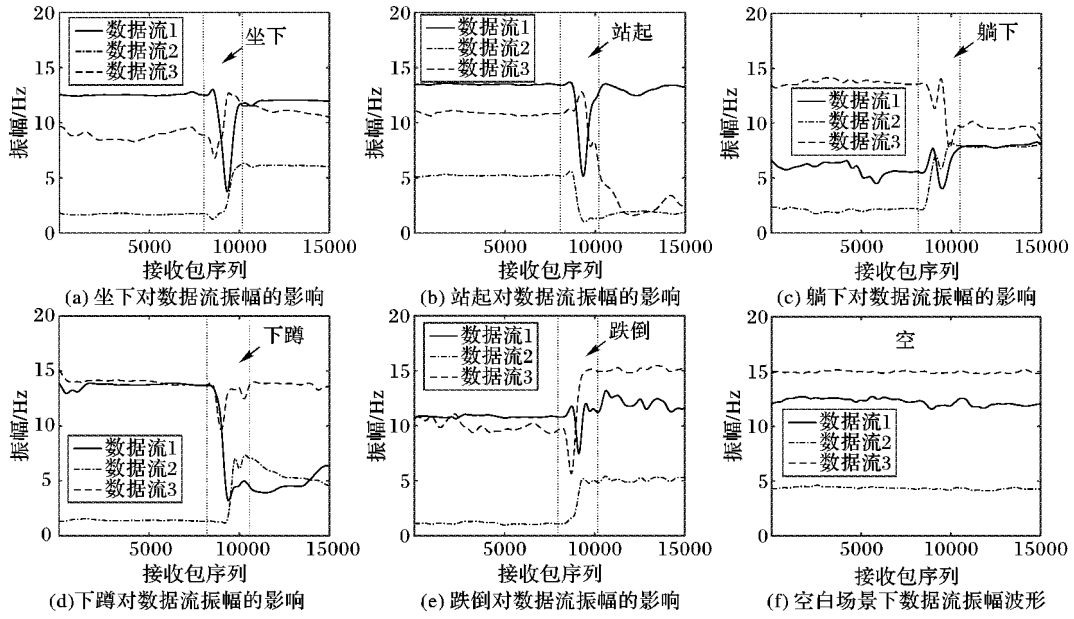 振幅/Hz
20
15
10
5
0
数据流1
数据流2
数据流3
坐下
5000
10000
15000
接收包序列
(a) 坐下对数据流振幅的影响
振幅/Hz
20
15
10
5
0
数据流1
数据流2
数据流3
站起
5000
10000
15000
接收包序列
(b) 站起对数据流振幅的影响
振幅/Hz
20
15
10
5
0
数据流1
数据流2
数据流3
躺下
5000
10000
15000
接收包序列
(c) 躺下对数据流振幅的影响
振幅/Hz
20
15
10
5
0
数据流1
数据流2
数据流3
下蹲
5000
10000
15000
接收包序列
(d)下蹲对数据流振幅的影响
振幅/Hz
20
15
10
5
0
数据流1
数据流2
数据流3
跌倒
5000
10000
15000
接收包序列
(e) 跌倒对数据流振幅的影响
振幅/Hz
20
15
10
5
0
空
数据流1
数据流2
数据流3
5000
10000
15000
接收包序列
(f) 空白场景下数据流振幅波形